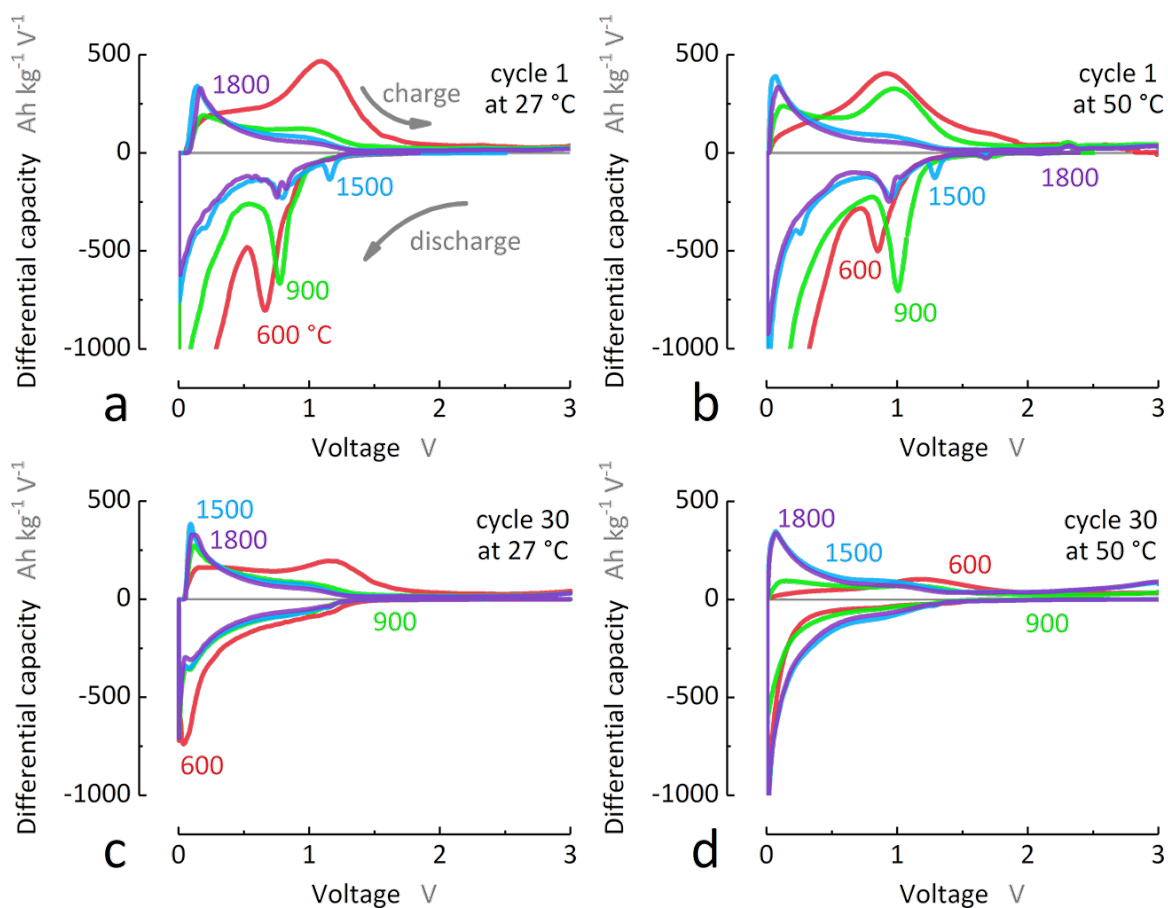 Differential capacity Ah kg⁻¹ V⁻¹
500
0
-500
-1000
1800
cycle 1
at 27 °C
charge
1500
discharge
900
600 °C
a
0 1 2 3
Voltage V
Differential capacity Ah kg⁻¹ V⁻¹
500
0
-500
-1000
cycle 1
at 50 °C
1500
1800
600
900
b
0 1 2 3
Voltage V
Differential capacity Ah kg⁻¹ V⁻¹
500
0
-500
-1000
1500
1800
cycle 30
at 27 °C
900
600
c
0 1 2 3
Voltage V
Differential capacity Ah kg⁻¹ V⁻¹
500
0
-500
-1000
1800
1500
600
cycle 30
at 50 °C
900
d
0 1 2 3
Voltage V